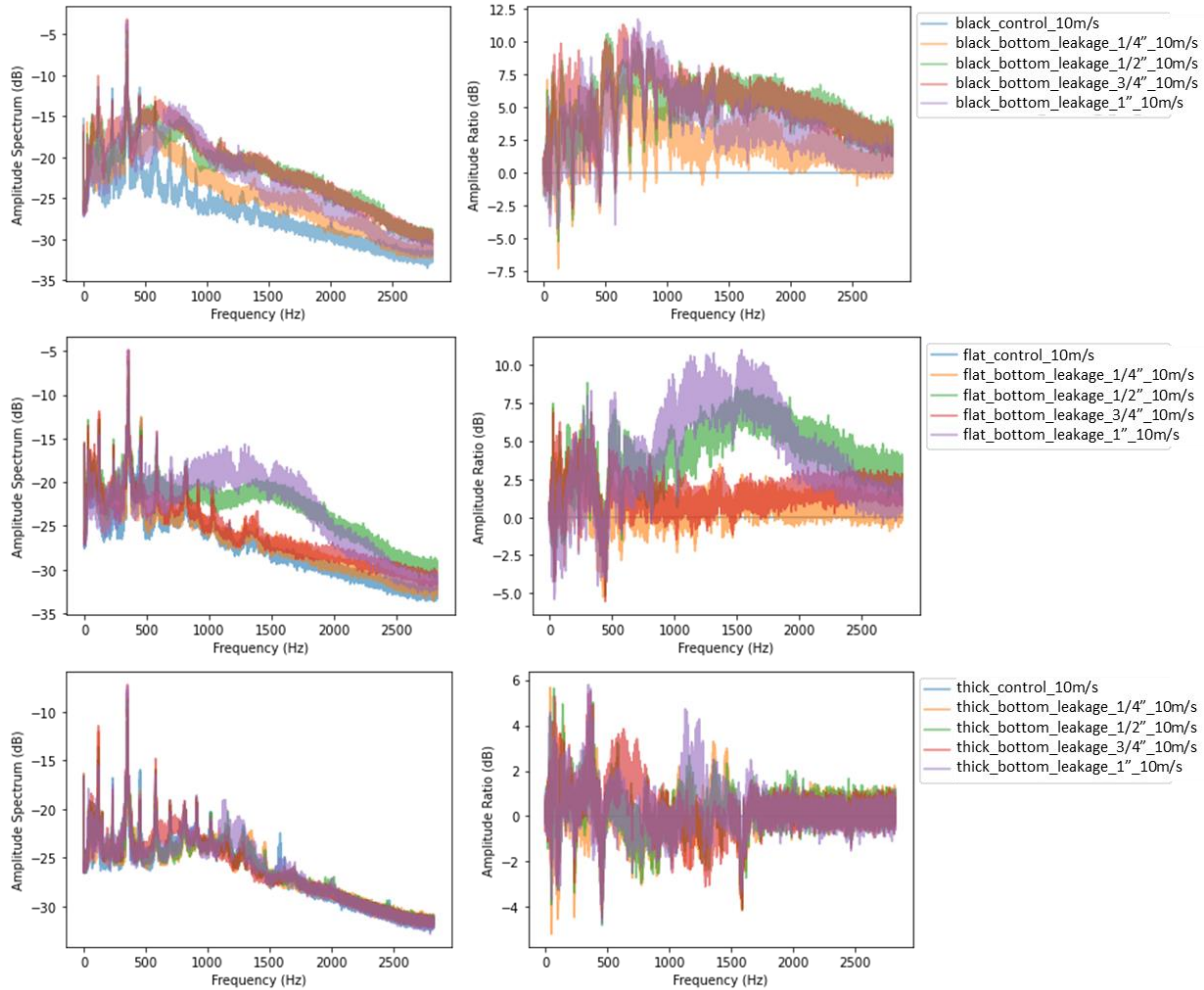 Amplitude Spectrum (dB)
−5
−10
−15
−20
−25
−30
−35
0
500
1000
1500
2000
2500
Frequency (Hz)
Amplitude Ratio (dB)
12.5
10.0
7.5
5.0
2.5
0.0
−2.5
−5.0
−7.5
0
500
1000
1500
2000
2500
Frequency (Hz)
black_control_10m/s
black_bottom_leakage_1/4”_10m/s
black_bottom_leakage_1/2”_10m/s
black_bottom_leakage_3/4”_10m/s
black_bottom_leakage_1”_10m/s
Amplitude Spectrum (dB)
−5
−10
−15
−20
−25
−30
−35
0
500
1000
1500
2000
2500
Frequency (Hz)
Amplitude Ratio (dB)
10.0
7.5
5.0
2.5
0.0
−2.5
−5.0
0
500
1000
1500
2000
2500
Frequency (Hz)
flat_control_10m/s
flat_bottom_leakage_1/4”_10m/s
flat_bottom_leakage_1/2”_10m/s
flat_bottom_leakage_3/4”_10m/s
flat_bottom_leakage_1”_10m/s
Amplitude Spectrum (dB)
−10
−15
−20
−25
−30
0
500
1000
1500
2000
2500
Frequency (Hz)
Amplitude Ratio (dB)
6
4
2
0
−2
−4
0
500
1000
1500
2000
2500
Frequency (Hz)
thick_control_10m/s
thick_bottom_leakage_1/4”_10m/s
thick_bottom_leakage_1/2”_10m/s
thick_bottom_leakage_3/4”_10m/s
thick_bottom_leakage_1”_10m/s